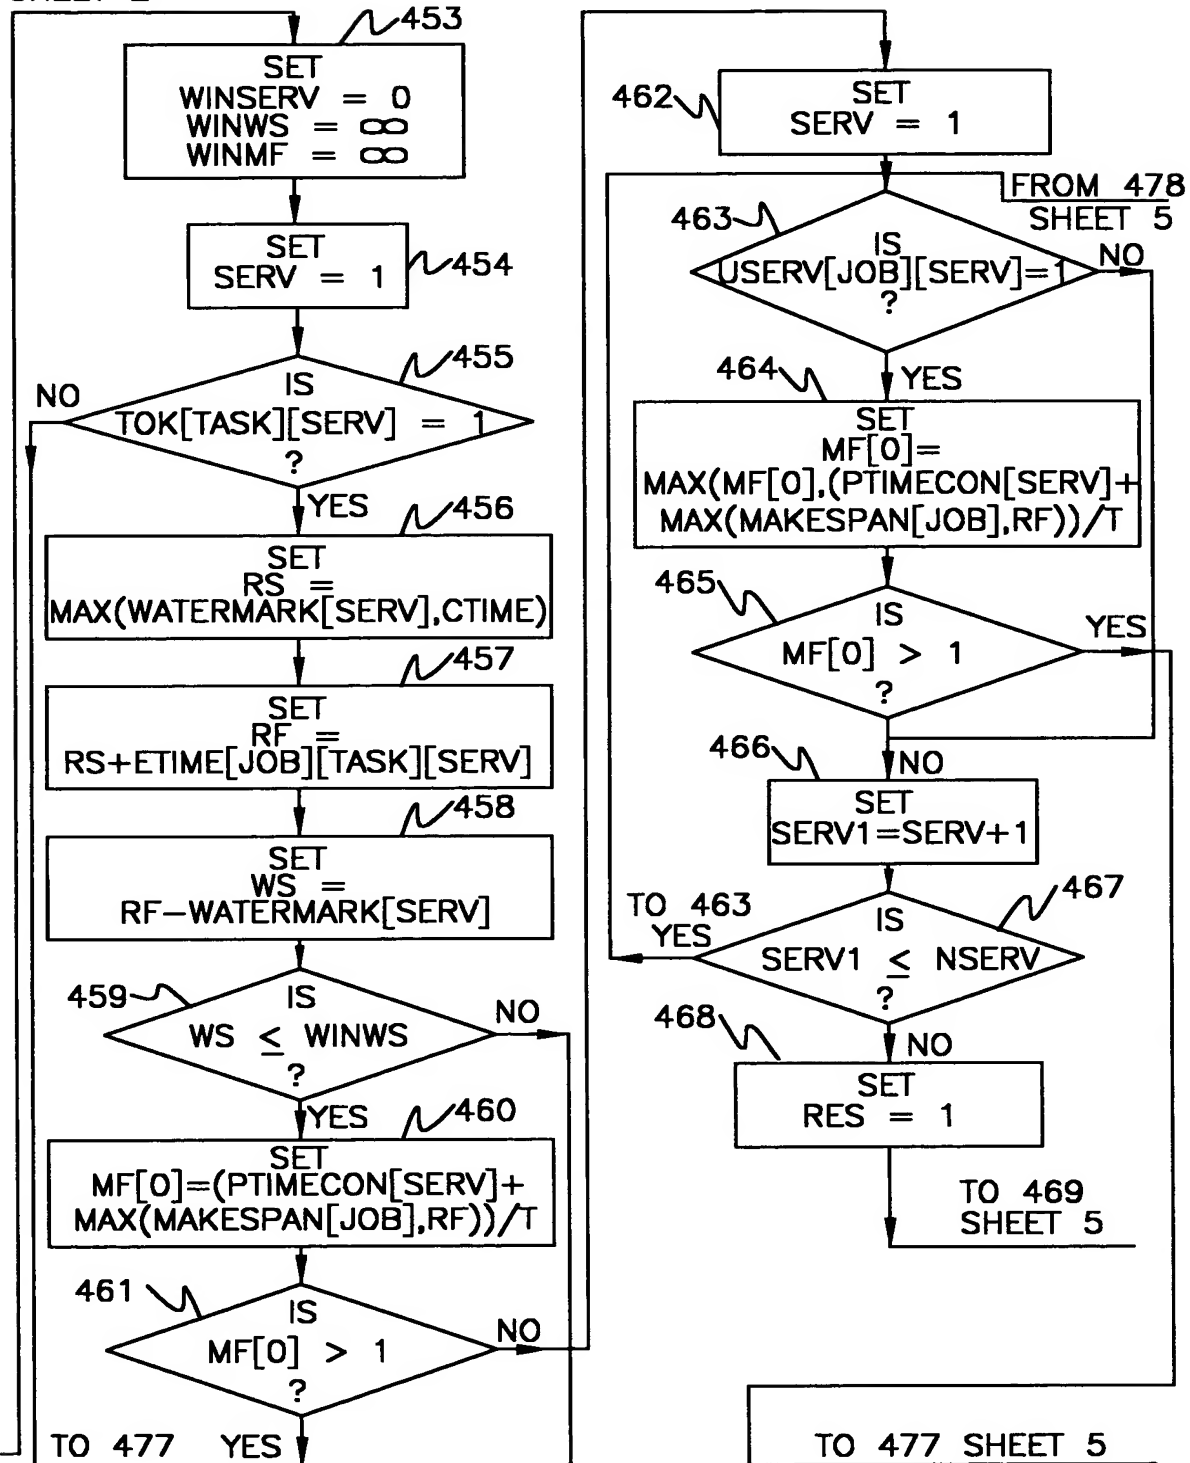 453
SET
WINSERV = 0
WINWS = ∞
WINMF = ∞
SET
SERV = 1
454
455
NO
IS
TOK[TASK][SERV] = 1
?
YES
456
SET
RS =
MAX(WATERMARK[SERV],CTIME)
457
SET
RF =
RS+ETIME[JOB][TASK][SERV]
458
SET
WS =
RF-WATERMARK[SERV]
459
IS
WS ≤ WINWS
?
NO
YES
460
SET
MF[0]=(PTIMECON[SERV]+
MAX(MAKESPAN[JOB],RF))/T
461
IS
MF[0] > 1
?
NO
TO 477
YES
462
SET
SERV = 1
FROM 478
SHEET 5
463
IS
USERV[JOB][SERV]=1
?
NO
YES
464
SET
MF[0]=
MAX(MF[0],(PTIMECON[SERV]+
MAX(MAKESPAN[JOB],RF))/T
465
IS
MF[0] > 1
?
YES
NO
466
SET
SERV1=SERV+1
467
TO 463
YES
IS
SERV1 ≤ NSERV
?
NO
468
SET
RES = 1
TO 469
SHEET 5
TO 477 SHEET 5